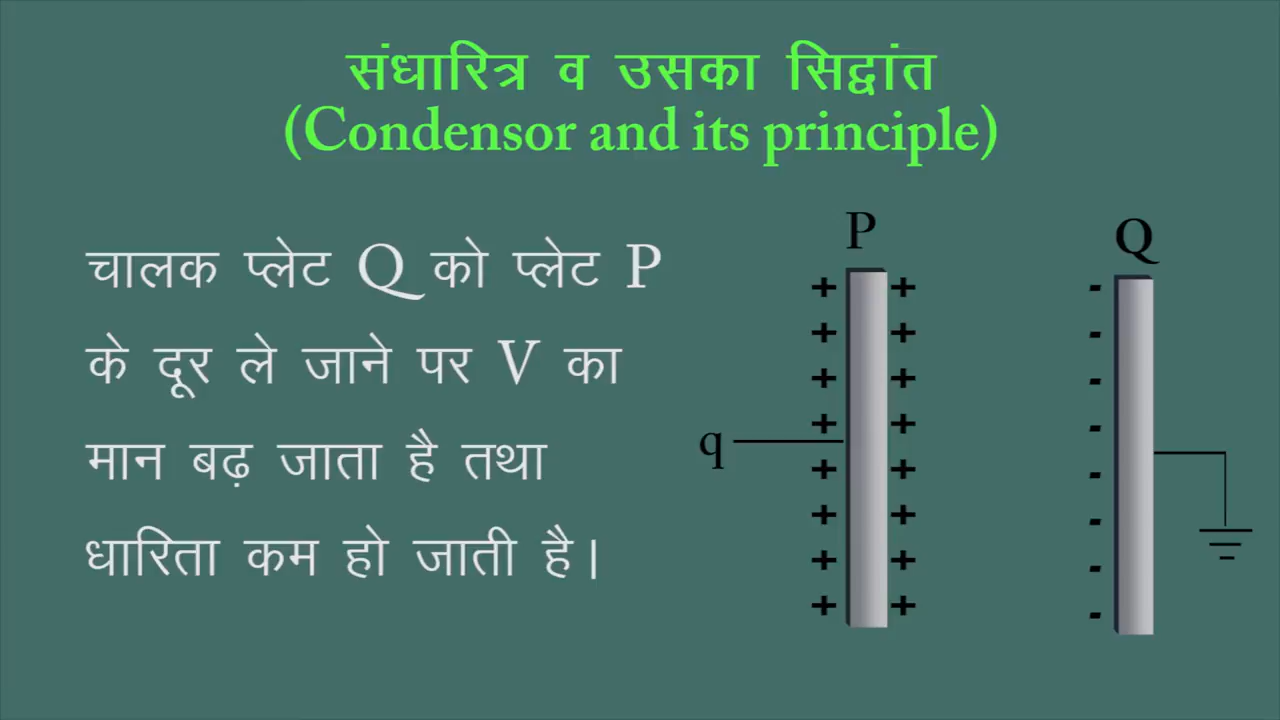 संधारित्र व उसका सिद्वांत
(Condensor and its principle)
चालक प्लेट Q को प्लेट P
के दूर ले जाने पर V का
मान बढ़ जाता है तथा
धारिता कम हो जाती है।
P
Q
q
+ +
+ +
+ +
+ +
+ +
+ +
+ +
+ +
-
-
-
-
-
-
-
-